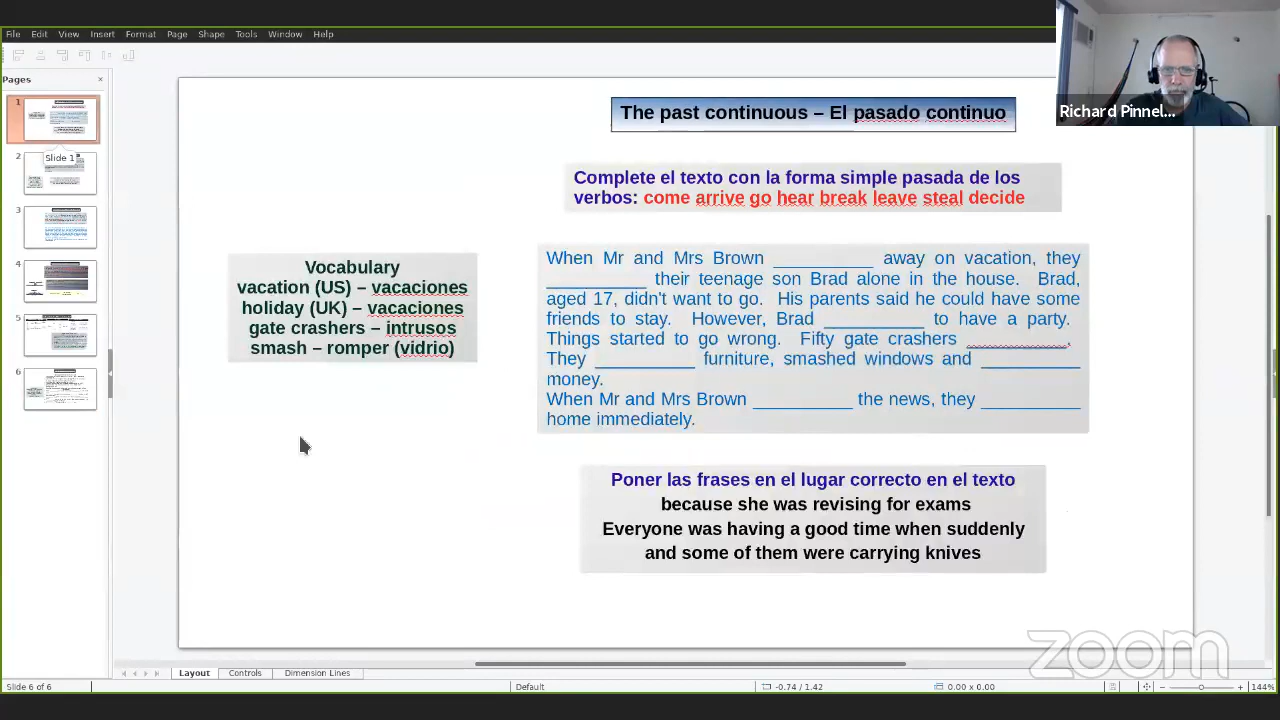 File Edit View Insert Format Page Shape Tools Window Help
Pages ×
1
Slide 1
2
3
4
5
6
The past continuous – El pasado continuo
Richard Pinnel...
Complete el texto con la forma simple pasada de los
verbos: come arrive go hear break leave steal decide
Vocabulary
vacation (US) – vacaciones
holiday (UK) – vacaciones
gate crashers – intrusos
smash – romper (vidrio)
When Mr and Mrs Brown __________ away on vacation, they
__________ their teenage son Brad alone in the house. Brad,
aged 17, didn't want to go. His parents said he could have some
friends to stay. However, Brad __________ to have a party.
Things started to go wrong. Fifty gate crashers __________.
They __________ furniture, smashed windows and __________
money.
When Mr and Mrs Brown __________ the news, they __________
home immediately.
Poner las frases en el lugar correcto en el texto
because she was revising for exams
Everyone was having a good time when suddenly
and some of them were carrying knives
zoom
Layout Controls Dimension Lines
Slide 6 of 6 Default -0.74 / 1.42 0.00 x 0.00 144%